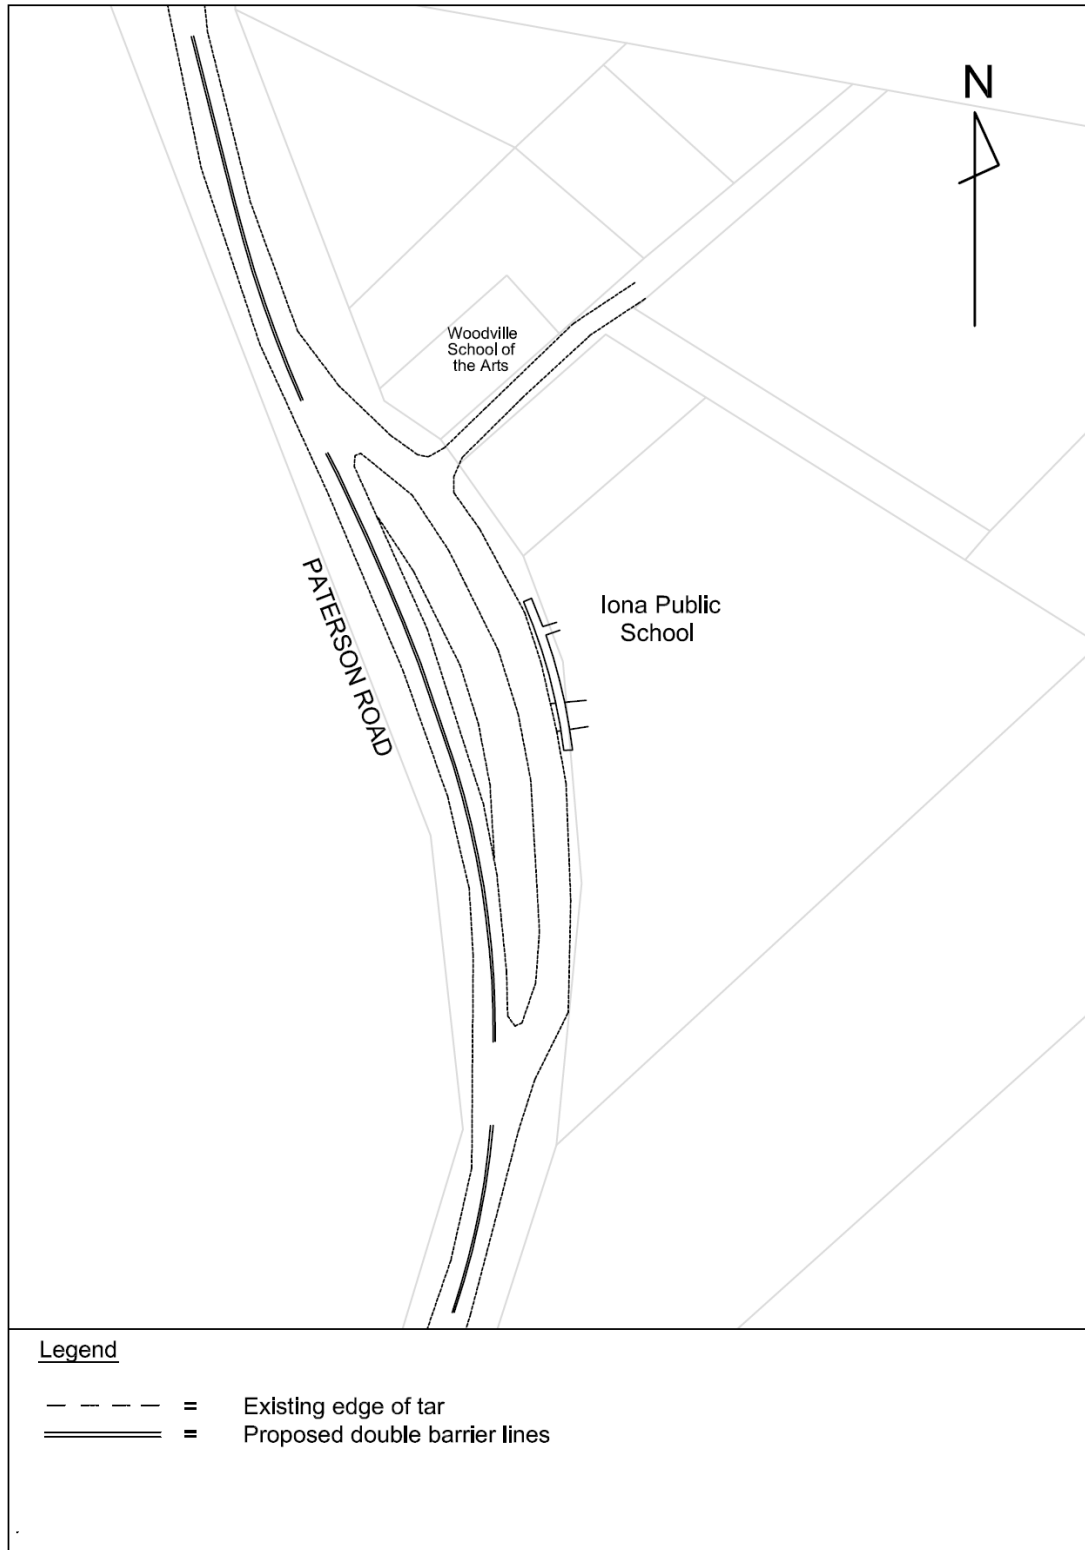 N
Woodville
School of
the Arts
PATERSON ROAD
Iona Public
School
Legend
= Existing edge of tar
= Proposed double barrier lines